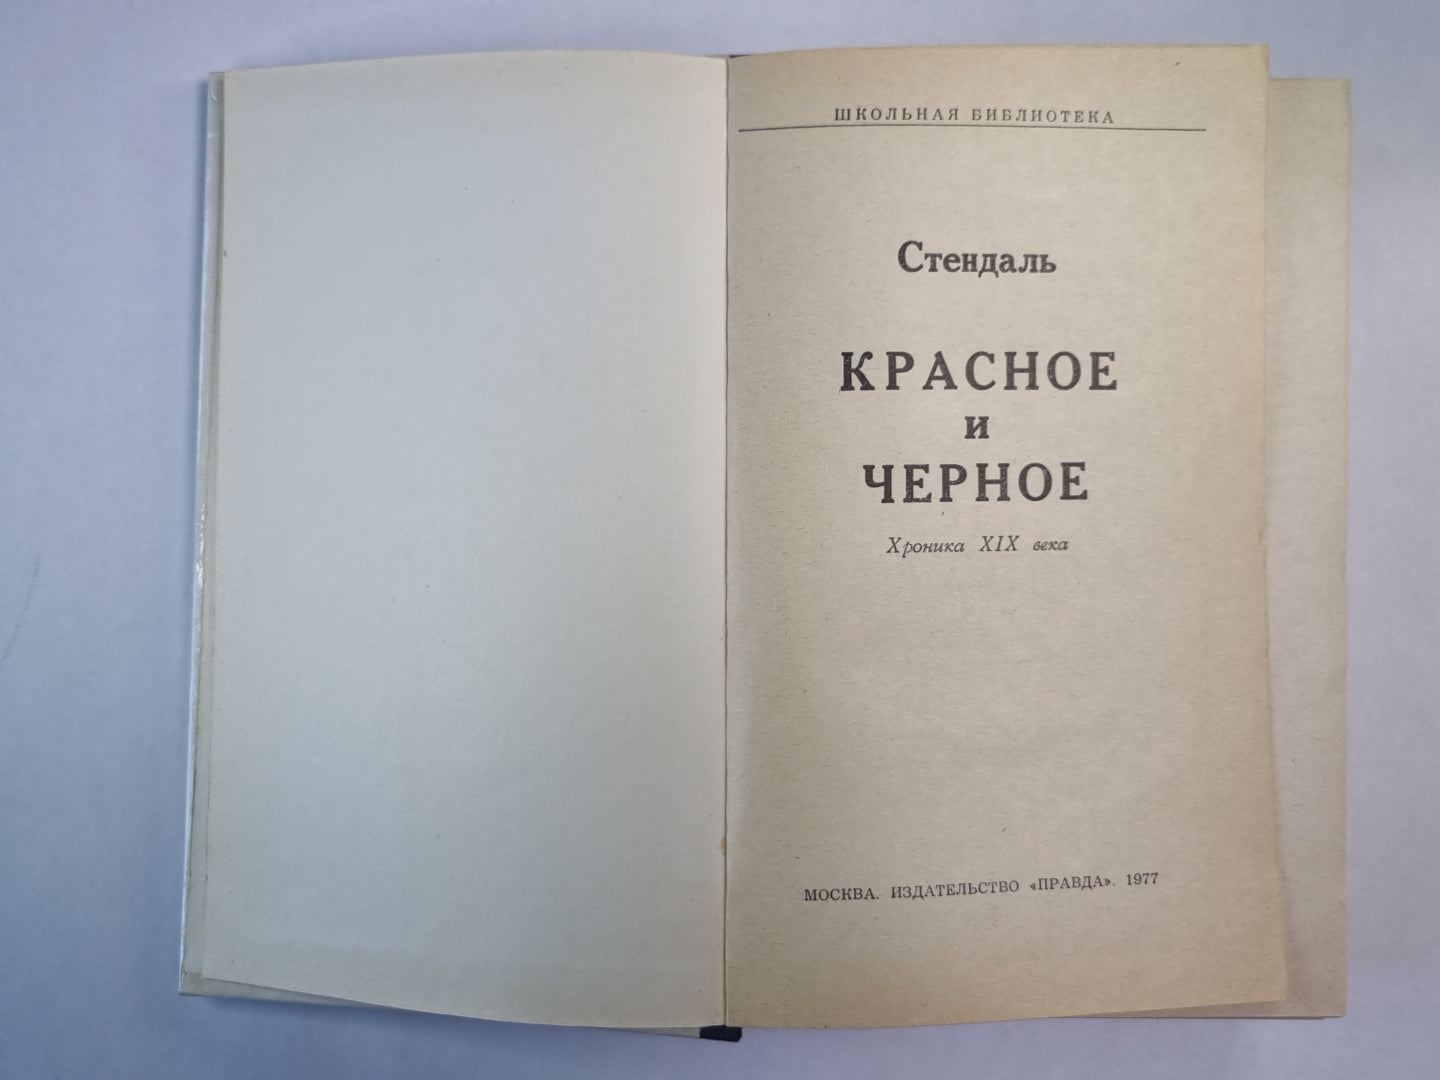 ШКОЛЬНАЯ БИБЛИОТЕКА
Стендаль
КРАСНОЕ
и
ЧЕРНОЕ
Хроника XIX века
МОСКВА. ИЗДАТЕЛЬСТВО «ПРАВДА». 1977